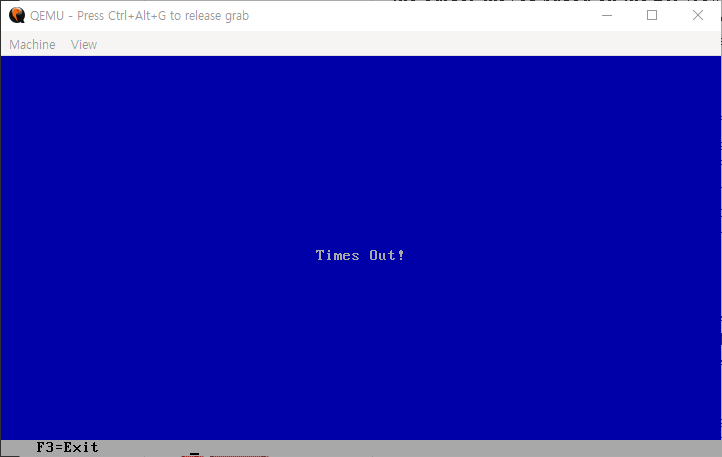 QEMU - Press Ctrl+Alt+G to release grab
Machine View
Times Out!
F3=Exit